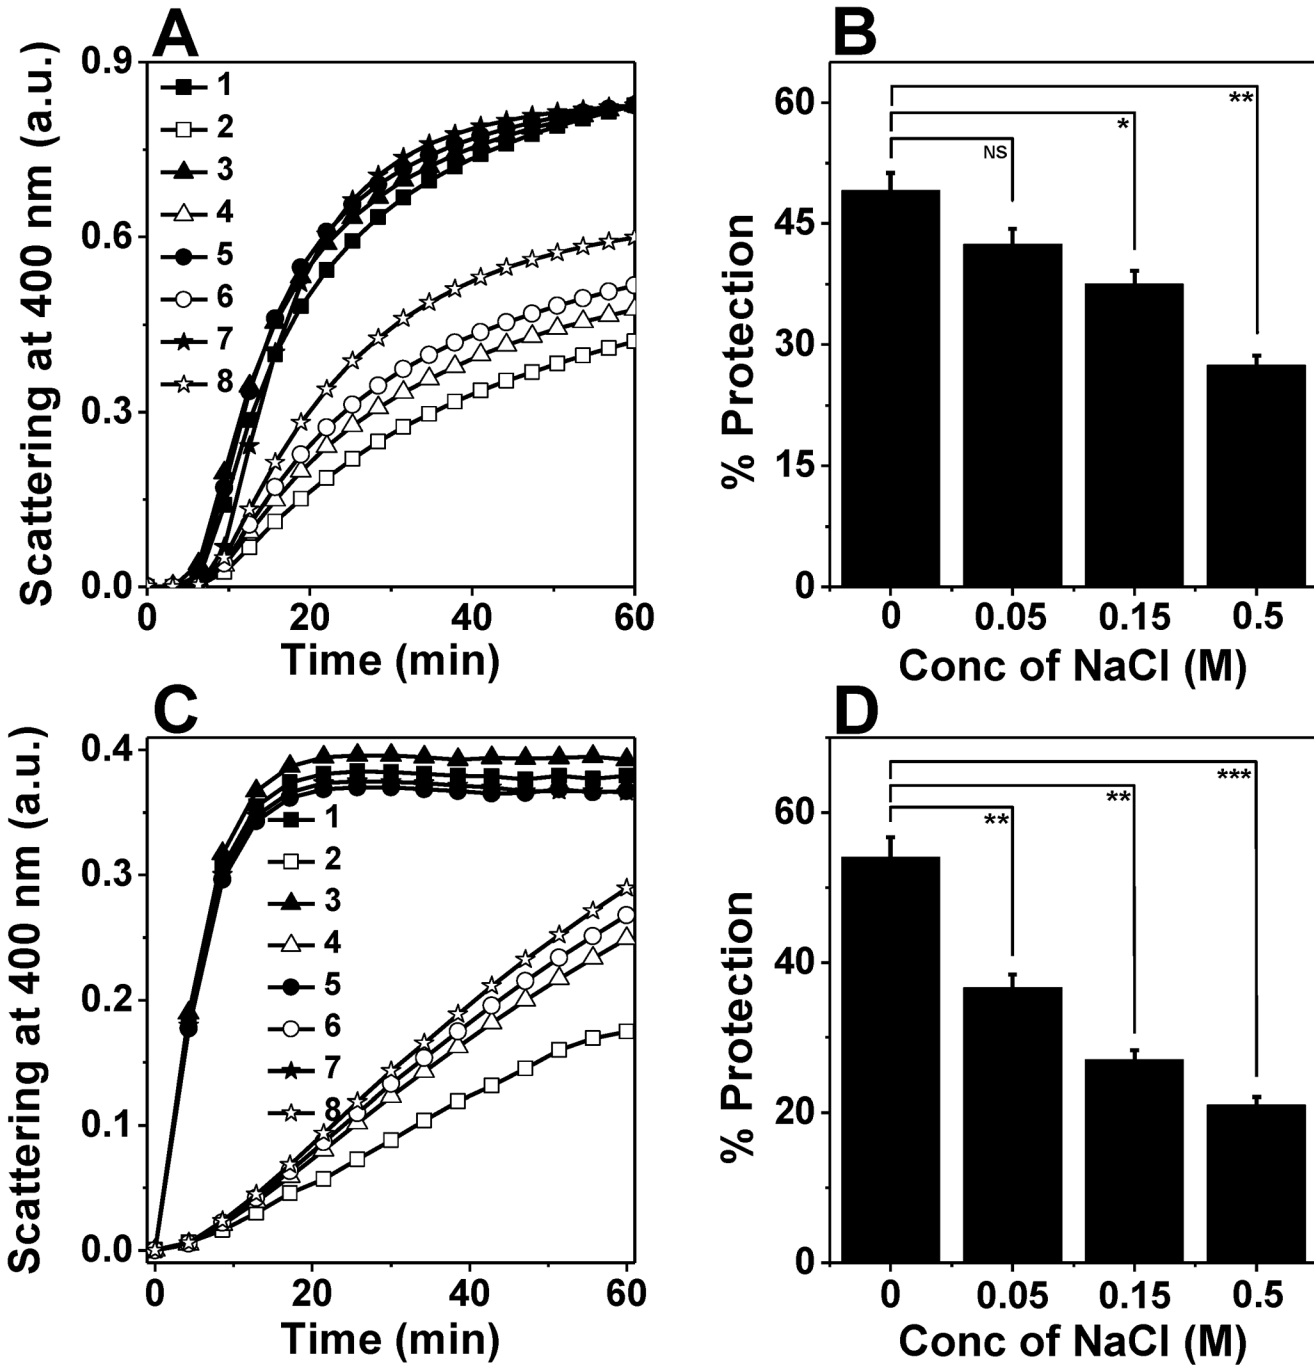 A
Scattering at 400 nm (a.u.)
0.9
0.6
0.3
0.0
1
2
3
4
5
6
7
8
0 20 40 60
Time (min)
B
% Protection
60
45
30
15
0
NS
*
**
0 0.05 0.15 0.5
Conc of NaCl (M)
C
Scattering at 400 nm (a.u.)
0.4
0.3
0.2
0.1
0.0
1
2
3
4
5
6
7
8
0 20 40 60
Time (min)
D
% Protection
60
40
20
0
**
**
***
0 0.05 0.15 0.5
Conc of NaCl (M)